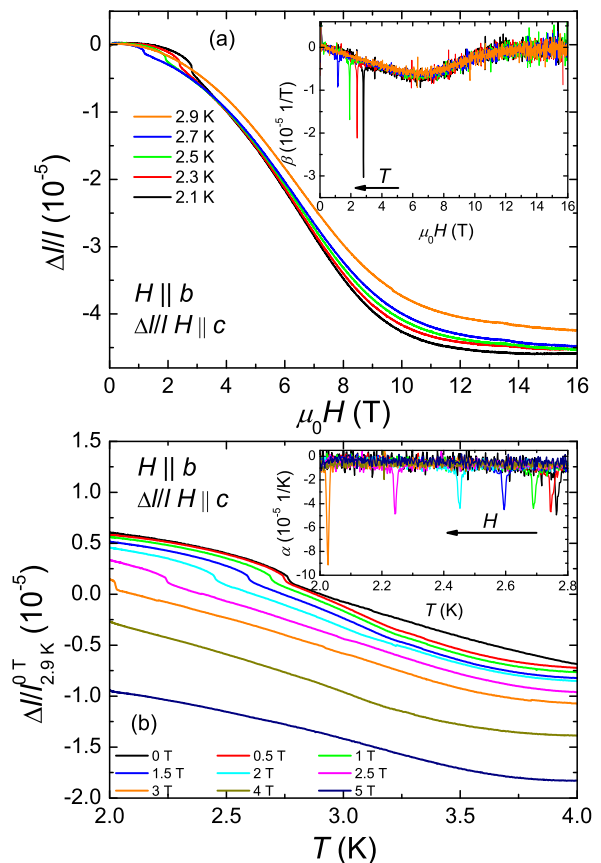 (a)
0
-1
-2
-3
-4
Δl/l (10⁻⁵)
2.9 K
2.7 K
2.5 K
2.3 K
2.1 K
H || b
Δl/l H || c
0 2 4 6 8 10 12 14 16
μ₀H (T)
0
-1
-2
-3
β (10⁻⁵ 1/T)
T
0 2 4 6 8 10 12 14 16
μ₀H (T)
1.5
1.0
0.5
0.0
-0.5
-1.0
-1.5
-2.0
Δl/l⁰ ᵀ₂.₉ ₖ (10⁻⁵)
H || b
Δl/l H || c
0
-2
-4
-6
-8
-10
α (10⁻⁵ 1/K)
H
2.0 2.2 2.4 2.6 2.8
T (K)
(b)
0 T 0.5 T 1 T
1.5 T 2 T 2.5 T
3 T 4 T 5 T
2.0 2.5 3.0 3.5 4.0
T (K)